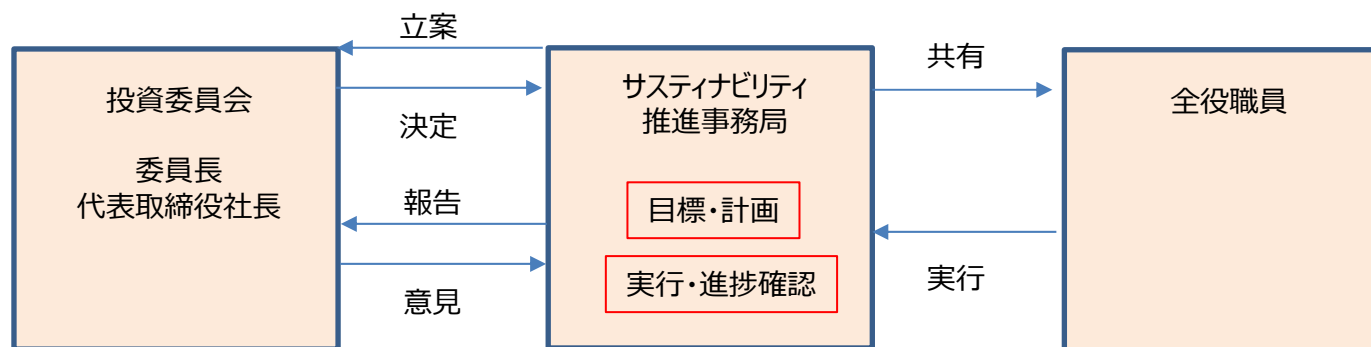 立案
投資委員会
委員長
代表取締役社長
決定
報告
意見
サスティナビリティ
推進事務局
目標・計画
実行・進捗確認
共有
実行
全役職員